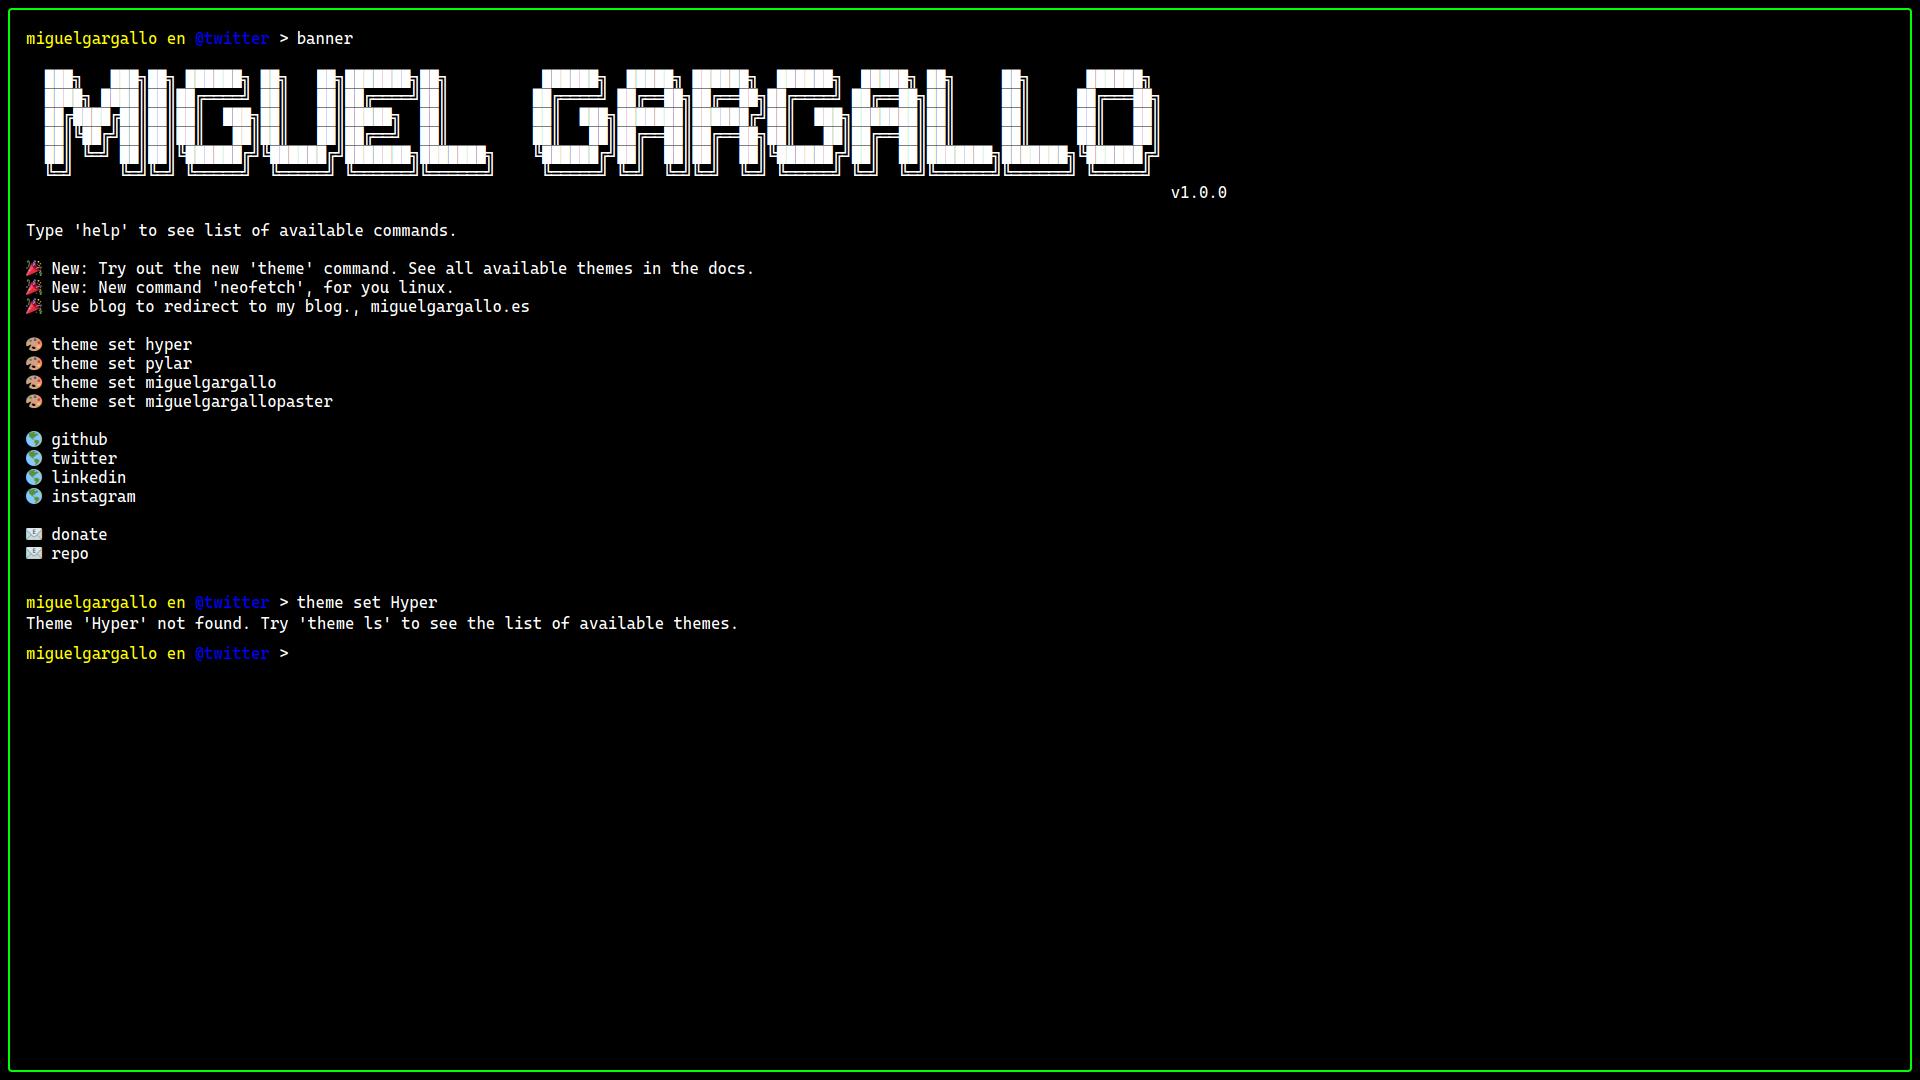 miguelgargallo en @twitter > banner
MIGUEL GARGALLO
v1.0.0
Type 'help' to see list of available commands.
🎉 New: Try out the new 'theme' command. See all available themes in the docs.
🎉 New: New command 'neofetch', for you linux.
🎉 Use blog to redirect to my blog., miguelgargallo.es
🎨 theme set hyper
🎨 theme set pylar
🎨 theme set miguelgargallo
🎨 theme set miguelgargallopaster
🌎 github
🌎 twitter
🌎 linkedin
🌎 instagram
📧 donate
📧 repo
miguelgargallo en @twitter > theme set Hyper
Theme 'Hyper' not found. Try 'theme ls' to see the list of available themes.
miguelgargallo en @twitter >